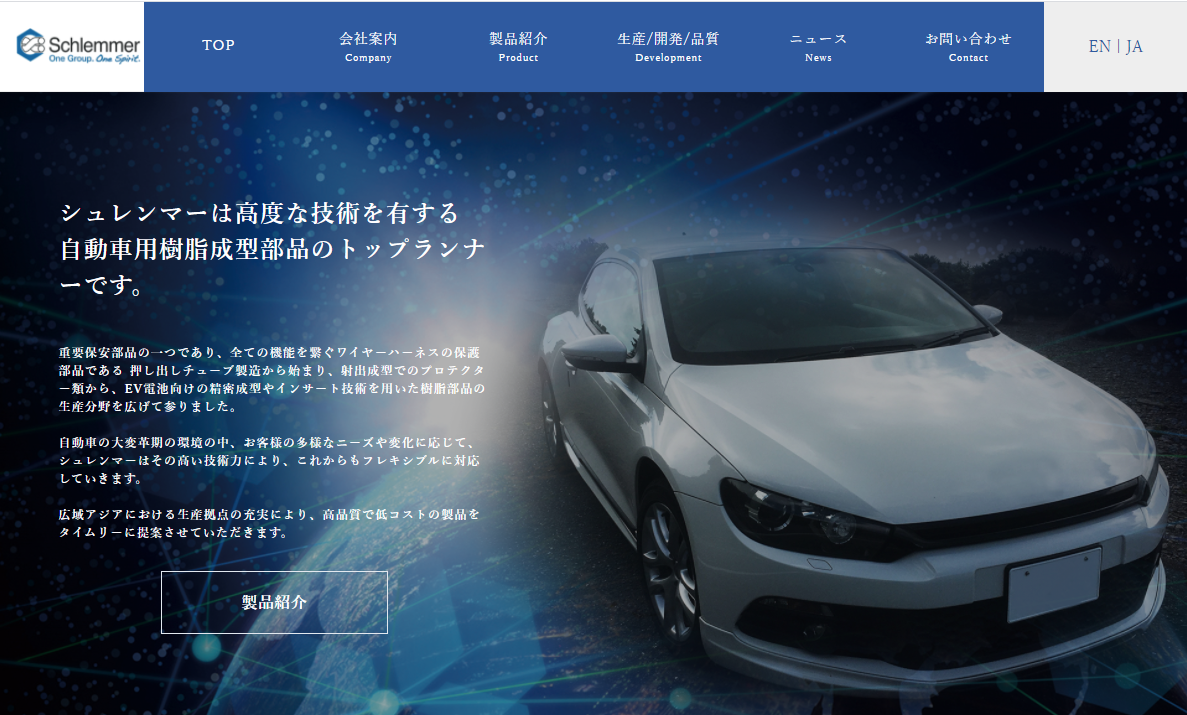 Schlemmer
One Group. One Spirit.
TOP
会社案内
Company
製品紹介
Product
生産/開発/品質
Development
ニュース
News
お問い合わせ
Contact
EN | JA
シュレンマーは高度な技術を有する
自動車用樹脂成型部品のトップランナ
ーです。
重要保安部品の一つであり、全ての機能を繋ぐワイヤーハーネスの保護
部品である 押し出しチューブ製造から始まり、射出成型でのプロテクタ
ー類から、EV電池向けの精密成型やインサート技術を用いた樹脂部品の
生産分野を広げて参りました。
自動車の大変革期の環境の中、お客様の多様なニーズや変化に応じて、
シュレンマーはその高い技術力により、これからもフレキシブルに対応
していきます。
広域アジアにおける生産拠点の充実により、高品質で低コストの製品を
タイムリーに提案させていただきます。
製品紹介